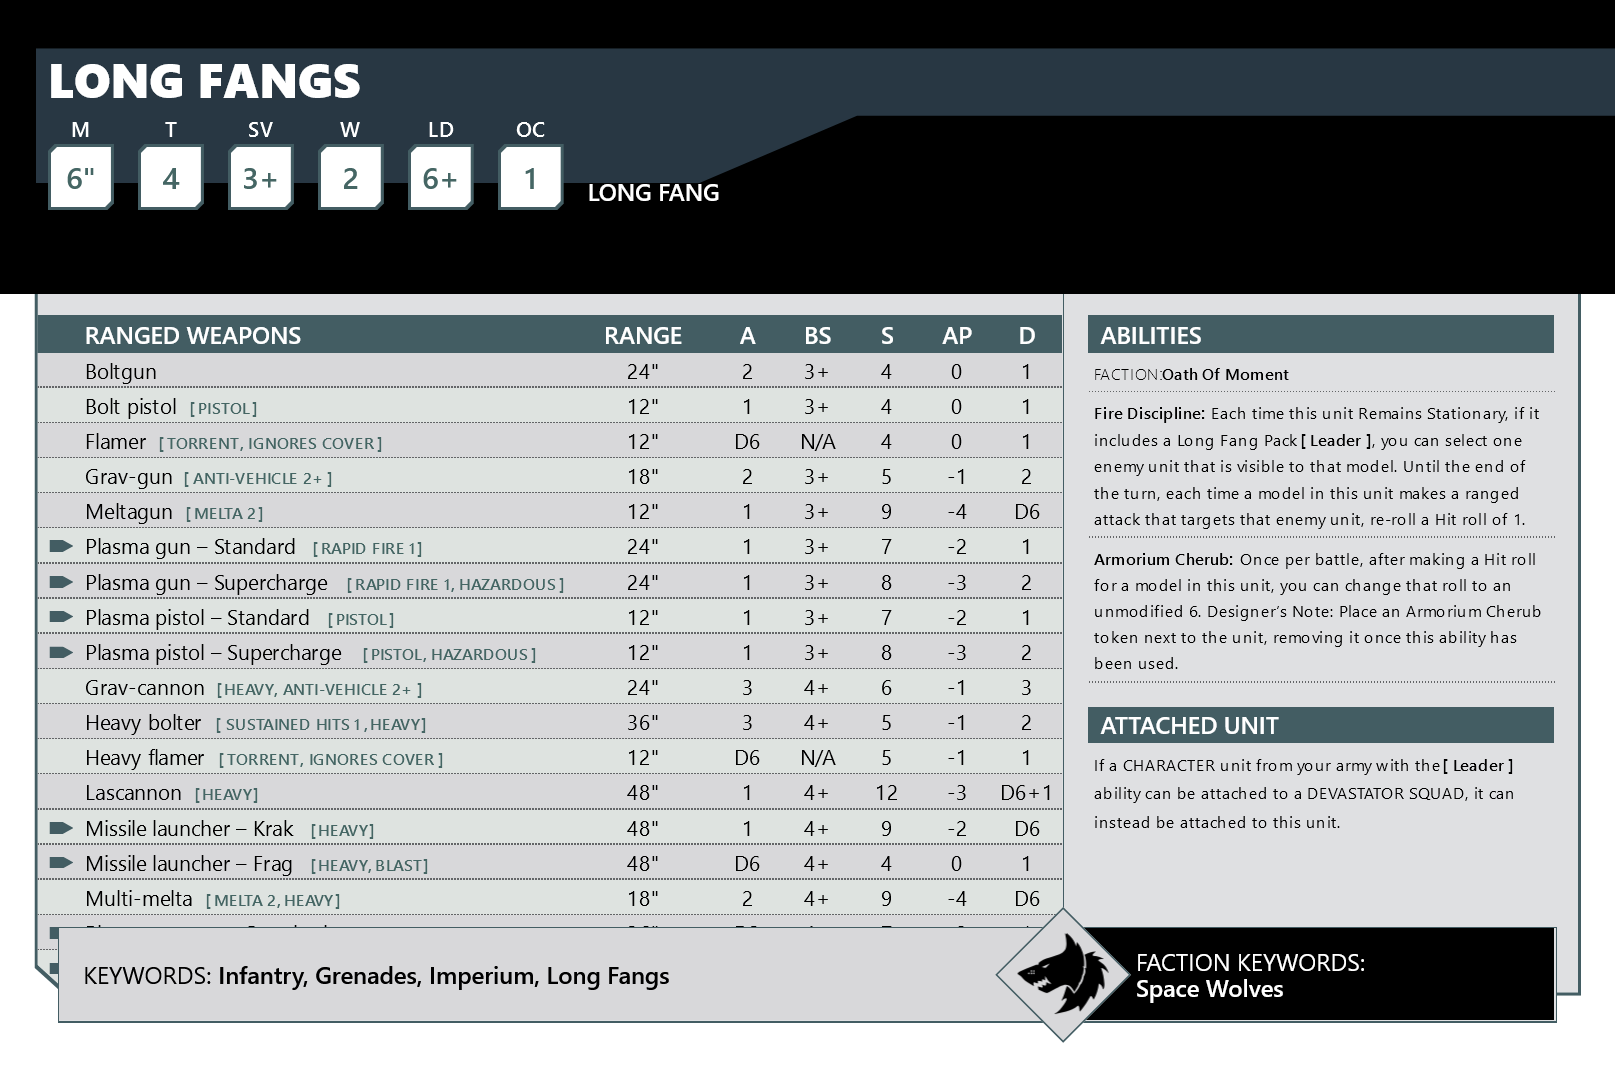 LONG FANGS
M T SV W LD OC
6" 4 3+ 2 6+ 1
LONG FANG
RANGED WEAPONS RANGE A BS S AP D
Boltgun 24" 2 3+ 4 0 1
Bolt pistol [PISTOL] 12" 1 3+ 4 0 1
Flamer [TORRENT, IGNORES COVER] 12" D6 N/A 4 0 1
Grav-gun [ANTI-VEHICLE 2+ ] 18" 2 3+ 5 -1 2
Meltagun [MELTA 2] 12" 1 3+ 9 -4 D6
Plasma gun – Standard [RAPID FIRE 1] 24" 1 3+ 7 -2 1
Plasma gun – Supercharge [RAPID FIRE 1, HAZARDOUS] 24" 1 3+ 8 -3 2
Plasma pistol – Standard [PISTOL] 12" 1 3+ 7 -2 1
Plasma pistol – Supercharge [PISTOL, HAZARDOUS] 12" 1 3+ 8 -3 2
Grav-cannon [HEAVY, ANTI-VEHICLE 2+ ] 24" 3 4+ 6 -1 3
Heavy bolter [ SUSTAINED HITS 1, HEAVY] 36" 3 4+ 5 -1 2
Heavy flamer [TORRENT, IGNORES COVER] 12" D6 N/A 5 -1 1
Lascannon [HEAVY] 48" 1 4+ 12 -3 D6+1
Missile launcher – Krak [HEAVY] 48" 1 4+ 9 -2 D6
Missile launcher – Frag [HEAVY, BLAST] 48" D6 4+ 4 0 1
Multi-melta [MELTA 2, HEAVY] 18" 2 4+ 9 -4 D6
ABILITIES
FACTION:Oath Of Moment
Fire Discipline: Each time this unit Remains Stationary, if it
includes a Long Fang Pack [ Leader ], you can select one
enemy unit that is visible to that model. Until the end of
the turn, each time a model in this unit makes a ranged
attack that targets that enemy unit, re-roll a Hit roll of 1.
Armorium Cherub: Once per battle, after making a Hit roll
for a model in this unit, you can change that roll to an
unmodified 6. Designer's Note: Place an Armorium Cherub
token next to the unit, removing it once this ability has
been used.
ATTACHED UNIT
If a CHARACTER unit from your army with the [ Leader ]
ability can be attached to a DEVASTATOR SQUAD, it can
instead be attached to this unit.
KEYWORDS: Infantry, Grenades, Imperium, Long Fangs
FACTION KEYWORDS:
Space Wolves